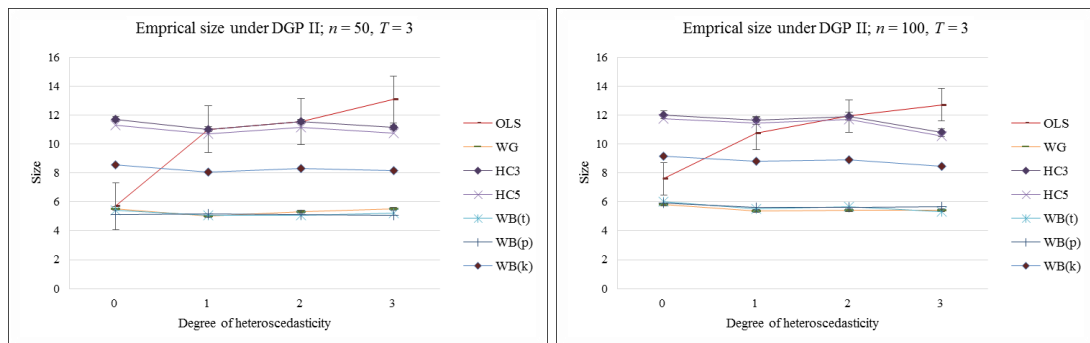 Emprical size under DGP II; n = 50, T = 3
16
14
12
10
8
6
4
2
0
Size
0 1 2 3
Degree of heteroscedasticity
OLS
WG
HC3
HC5
WB(t)
WB(p)
WB(k)
Emprical size under DGP II; n = 100, T = 3
16
14
12
10
8
6
4
2
0
Size
0 1 2 3
Degree of heteroscedasticity
OLS
WG
HC3
HC5
WB(t)
WB(p)
WB(k)